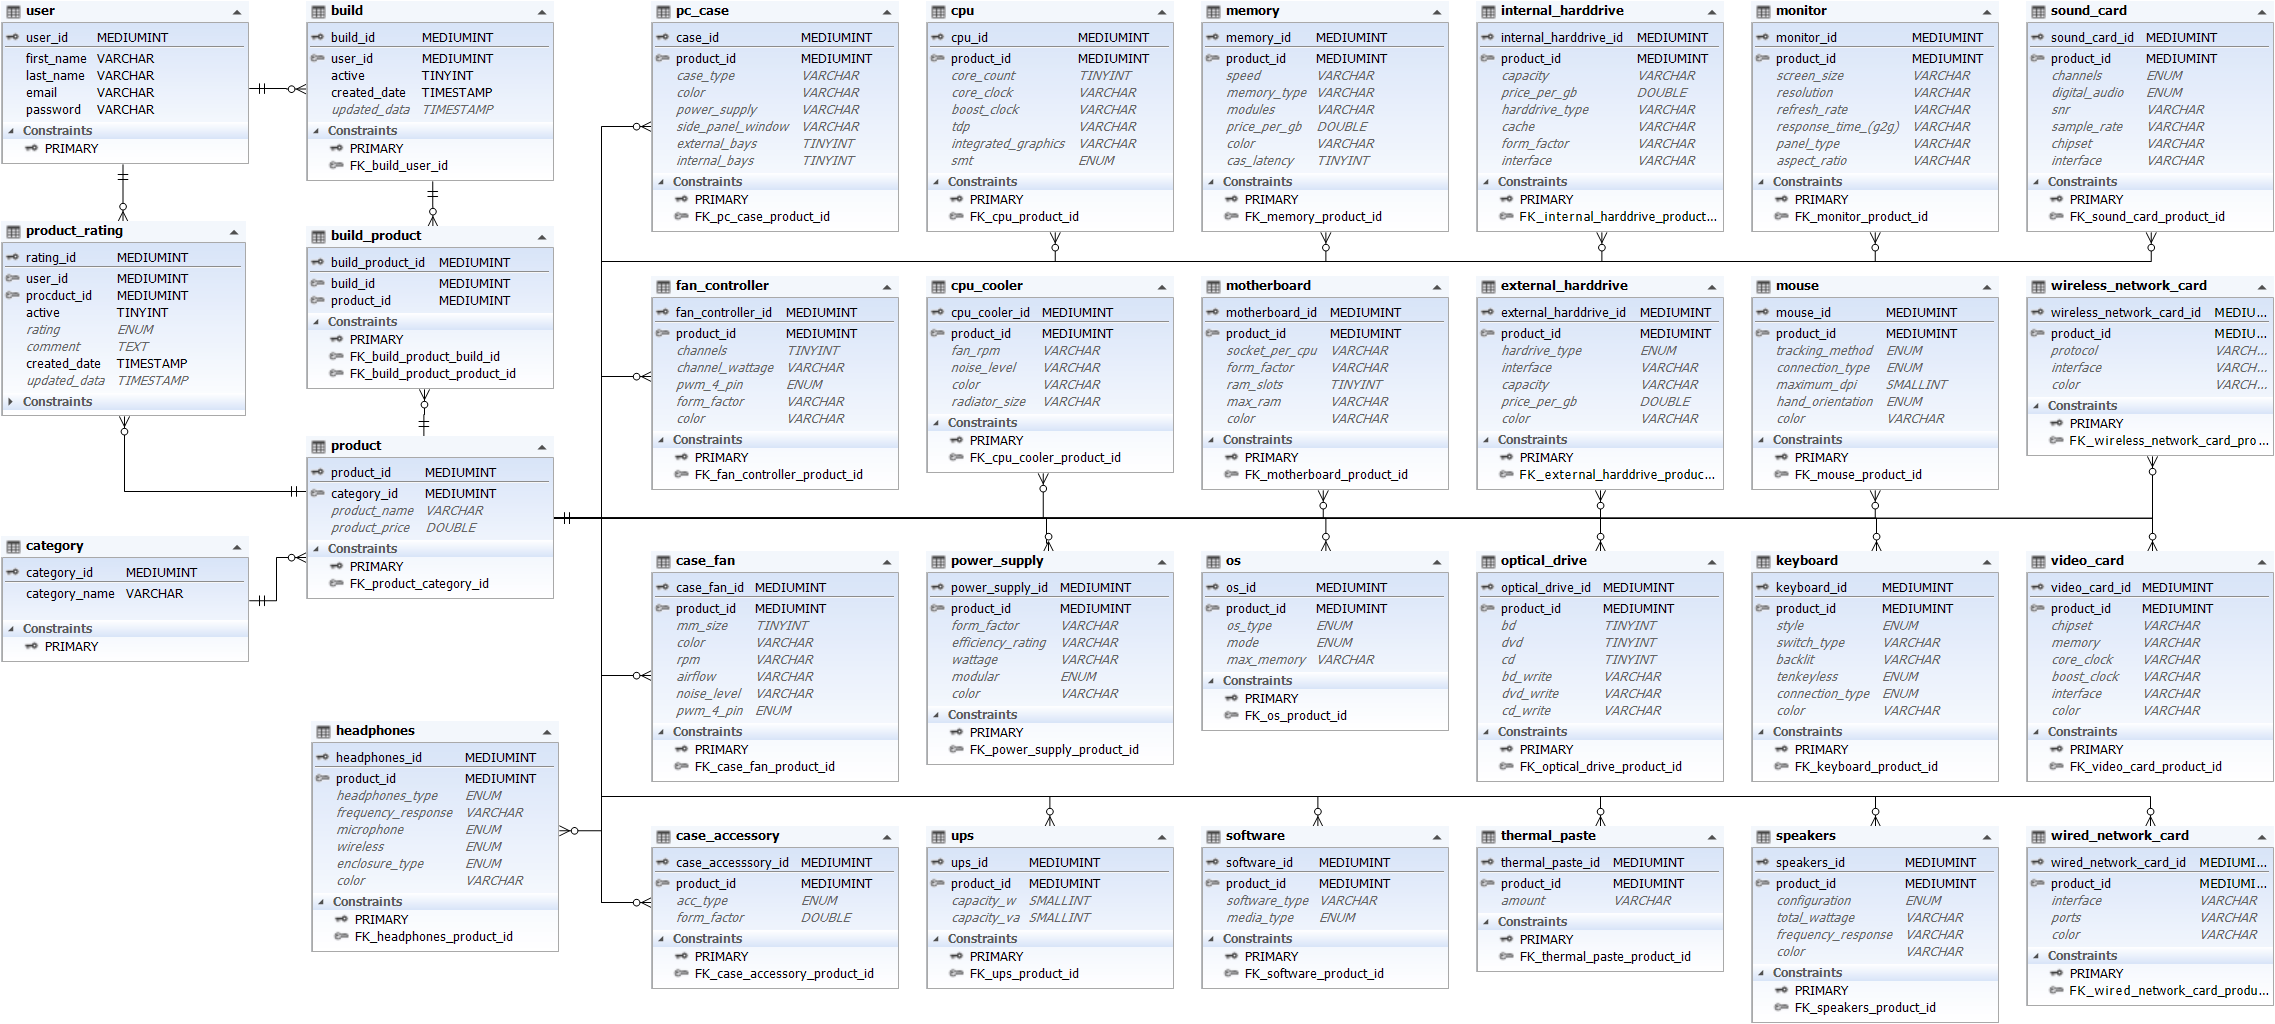 user
user_id MEDIUMINT
first_name VARCHAR
last_name VARCHAR
email VARCHAR
password VARCHAR
Constraints
PRIMARY
build
build_id MEDIUMINT
user_id MEDIUMINT
active TINYINT
created_date TIMESTAMP
updated_data TIMESTAMP
Constraints
PRIMARY
FK_build_user_id
pc_case
case_id MEDIUMINT
product_id MEDIUMINT
case_type VARCHAR
color VARCHAR
power_supply VARCHAR
side_panel_window VARCHAR
external_bays TINYINT
internal_bays TINYINT
Constraints
PRIMARY
FK_pc_case_product_id
cpu
cpu_id MEDIUMINT
product_id MEDIUMINT
core_count TINYINT
core_clock VARCHAR
boost_clock VARCHAR
tdp VARCHAR
integrated_graphics VARCHAR
smt ENUM
Constraints
PRIMARY
FK_cpu_product_id
memory
memory_id MEDIUMINT
product_id MEDIUMINT
speed VARCHAR
memory_type VARCHAR
modules VARCHAR
price_per_gb DOUBLE
color VARCHAR
cas_latency TINYINT
Constraints
PRIMARY
FK_memory_product_id
internal_harddrive
internal_harddrive_id MEDIUMINT
product_id MEDIUMINT
capacity VARCHAR
price_per_gb DOUBLE
harddrive_type VARCHAR
cache VARCHAR
form_factor VARCHAR
interface VARCHAR
Constraints
PRIMARY
FK_internal_harddrive_product...
monitor
monitor_id MEDIUMINT
product_id MEDIUMINT
screen_size VARCHAR
resolution VARCHAR
refresh_rate VARCHAR
response_time_(g2g) VARCHAR
panel_type VARCHAR
aspect_ratio VARCHAR
Constraints
PRIMARY
FK_monitor_product_id
sound_card
sound_card_id MEDIUMINT
product_id MEDIUMINT
channels ENUM
digital_audio ENUM
snr VARCHAR
sample_rate VARCHAR
chipset VARCHAR
interface VARCHAR
Constraints
PRIMARY
FK_sound_card_product_id
product_rating
rating_id MEDIUMINT
user_id MEDIUMINT
procduct_id MEDIUMINT
active TINYINT
rating ENUM
comment TEXT
created_date TIMESTAMP
updated_data TIMESTAMP
Constraints
build_product
build_product_id MEDIUMINT
build_id MEDIUMINT
product_id MEDIUMINT
Constraints
PRIMARY
FK_build_product_build_id
FK_build_product_product_id
fan_controller
fan_controller_id MEDIUMINT
product_id MEDIUMINT
channels TINYINT
channel_wattage VARCHAR
pwm_4_pin ENUM
form_factor VARCHAR
color VARCHAR
Constraints
PRIMARY
FK_fan_controller_product_id
cpu_cooler
cpu_cooler_id MEDIUMINT
product_id MEDIUMINT
fan_rpm VARCHAR
noise_level VARCHAR
color VARCHAR
radiator_size VARCHAR
Constraints
PRIMARY
FK_cpu_cooler_product_id
motherboard
motherboard_id MEDIUMINT
product_id MEDIUMINT
socket_per_cpu VARCHAR
form_factor VARCHAR
ram_slots TINYINT
max_ram VARCHAR
color VARCHAR
Constraints
PRIMARY
FK_motherboard_product_id
external_harddrive
external_harddrive_id MEDIUMINT
product_id MEDIUMINT
hardrive_type ENUM
interface VARCHAR
capacity VARCHAR
price_per_gb DOUBLE
color VARCHAR
Constraints
PRIMARY
FK_external_harddrive_produc...
mouse
mouse_id MEDIUMINT
product_id MEDIUMINT
tracking_method ENUM
connection_type ENUM
maximum_dpi SMALLINT
hand_orientation ENUM
color VARCHAR
Constraints
PRIMARY
FK_mouse_product_id
wireless_network_card
wireless_network_card_id MEDIU...
product_id MEDIU...
protocol VARCH...
interface VARCH...
color VARCH...
Constraints
PRIMARY
FK_wireless_network_card_pro...
product
product_id MEDIUMINT
category_id MEDIUMINT
product_name VARCHAR
product_price DOUBLE
Constraints
PRIMARY
FK_product_category_id
category
category_id MEDIUMINT
category_name VARCHAR
Constraints
PRIMARY
case_fan
case_fan_id MEDIUMINT
product_id MEDIUMINT
mm_size TINYINT
color VARCHAR
rpm VARCHAR
airflow VARCHAR
noise_level VARCHAR
pwm_4_pin ENUM
Constraints
PRIMARY
FK_case_fan_product_id
power_supply
power_supply_id MEDIUMINT
product_id MEDIUMINT
form_factor VARCHAR
efficiency_rating VARCHAR
wattage VARCHAR
modular ENUM
color VARCHAR
Constraints
PRIMARY
FK_power_supply_product_id
os
os_id MEDIUMINT
product_id MEDIUMINT
os_type ENUM
mode ENUM
max_memory VARCHAR
Constraints
PRIMARY
FK_os_product_id
optical_drive
optical_drive_id MEDIUMINT
product_id MEDIUMINT
bd TINYINT
dvd TINYINT
cd TINYINT
bd_write VARCHAR
dvd_write VARCHAR
cd_write VARCHAR
Constraints
PRIMARY
FK_optical_drive_product_id
keyboard
keyboard_id MEDIUMINT
product_id MEDIUMINT
style ENUM
switch_type VARCHAR
backlit VARCHAR
tenkeyless ENUM
connection_type ENUM
color VARCHAR
Constraints
PRIMARY
FK_keyboard_product_id
video_card
video_card_id MEDIUMINT
product_id MEDIUMINT
chipset VARCHAR
memory VARCHAR
core_clock VARCHAR
boost_clock VARCHAR
interface VARCHAR
color VARCHAR
Constraints
PRIMARY
FK_video_card_product_id
headphones
headphones_id MEDIUMINT
product_id MEDIUMINT
headphones_type ENUM
frequency_response VARCHAR
microphone ENUM
wireless ENUM
enclosure_type ENUM
color VARCHAR
Constraints
PRIMARY
FK_headphones_product_id
case_accessory
case_accesssory_id MEDIUMINT
product_id MEDIUMINT
acc_type ENUM
form_factor DOUBLE
Constraints
PRIMARY
FK_case_accessory_product_id
ups
ups_id MEDIUMINT
product_id MEDIUMINT
capacity_w SMALLINT
capacity_va SMALLINT
Constraints
PRIMARY
FK_ups_product_id
software
software_id MEDIUMINT
product_id MEDIUMINT
software_type VARCHAR
media_type ENUM
Constraints
PRIMARY
FK_software_product_id
thermal_paste
thermal_paste_id MEDIUMINT
product_id MEDIUMINT
amount VARCHAR
Constraints
PRIMARY
FK_thermal_paste_product_id
speakers
speakers_id MEDIUMINT
product_id MEDIUMINT
configuration ENUM
total_wattage VARCHAR
frequency_response VARCHAR
color VARCHAR
Constraints
PRIMARY
FK_speakers_product_id
wired_network_card
wired_network_card_id MEDIUMI...
product_id MEDIUMI...
interface VARCHAR
ports VARCHAR
color VARCHAR
Constraints
PRIMARY
FK_wired_network_card_produ...